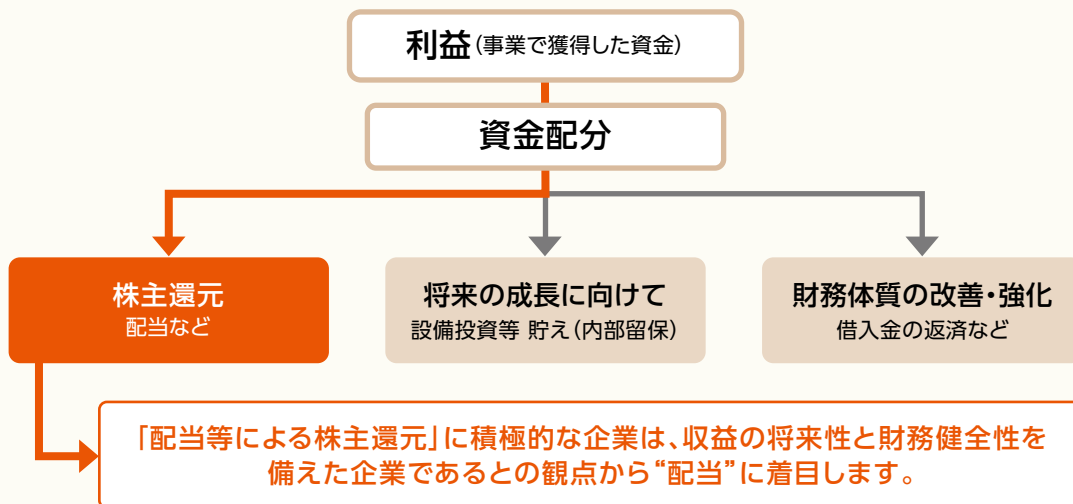 利益(事業で獲得した資金)
資金配分
株主還元
配当など
将来の成長に向けて
設備投資等 貯え(内部留保)
財務体質の改善・強化
借入金の返済など
「配当等による株主還元」に積極的な企業は、収益の将来性と財務健全性を
備えた企業であるとの観点から“配当”に着目します。